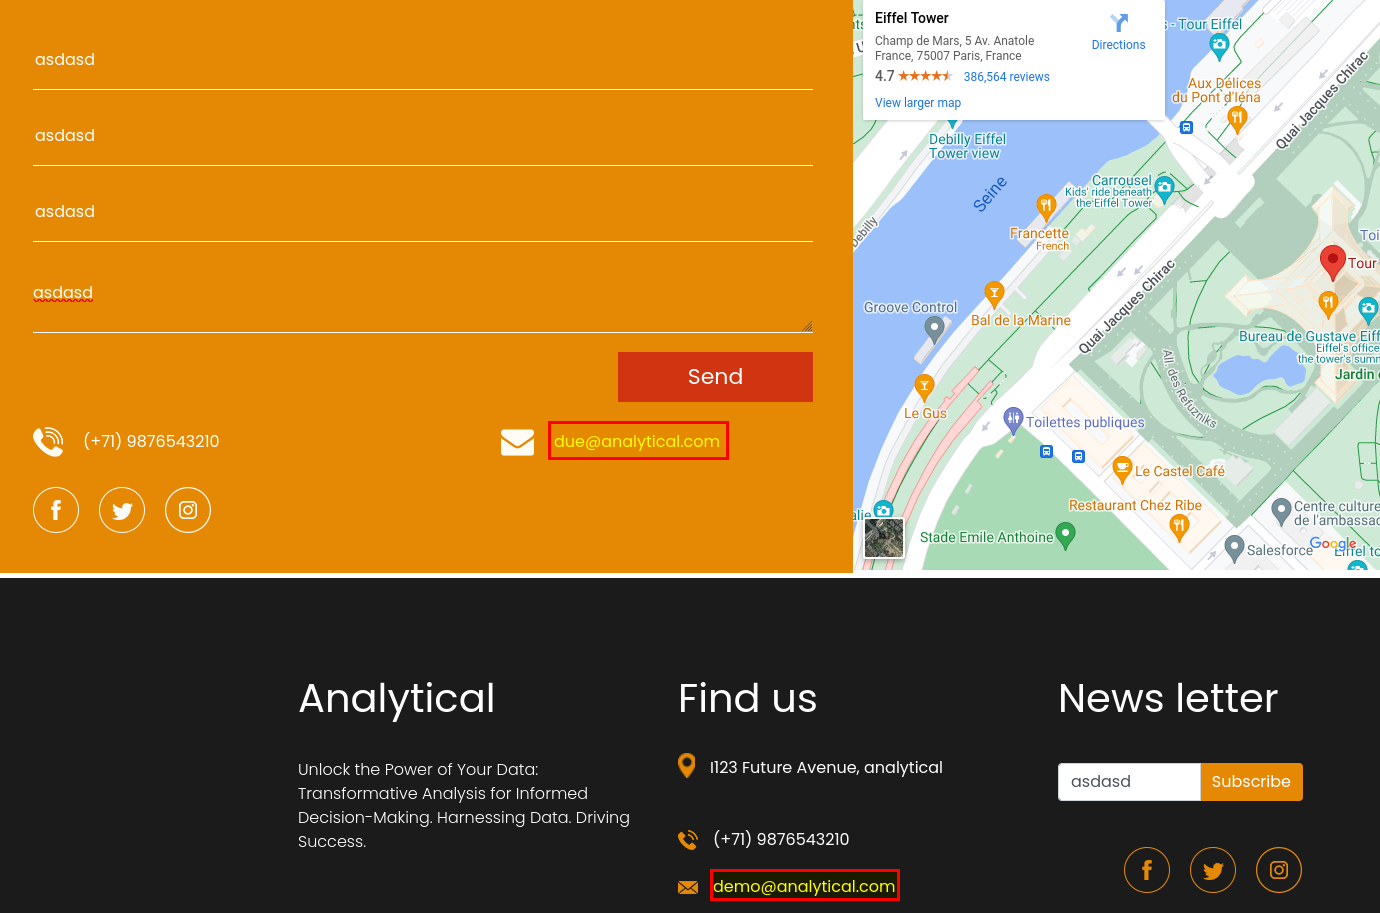 asdasd
asdasd
asdasd
asdasd
Send
(+71) 9876543210
due@analytical.com
Eiffel Tower
Champ de Mars, 5 Av. Anatole
France, 75007 Paris, France
4.7
386,564 reviews
View larger map
Directions
- Tour Eiffel
Aux Délices
du Pont d'Iéna
Quai Jacques Chirac
Debilly Eiffel
Tower view
Seine
Carrousel
Kids' ride beneath
the Eiffel Tower
Francette
French
Debilly
Tour
Groove Control
Bal de la Marine
Quai Jacques Chirac
Bureau de Gustave Eiff
Eiffel's office
the tower's summ
Jardin
All. des Refuzniks
Le Gus
Toilettes publiques
Le Castel Café
Restaurant Chez Ribe
Centre culture
de l'ambassad
Stade Emile Anthoine
Salesforce
Google
Eiffel to
Analytical
Unlock the Power of Your Data:
Transformative Analysis for Informed
Decision-Making. Harnessing Data. Driving
Success.
Find us
I123 Future Avenue, analytical
(+71) 9876543210
demo@analytical.com
News letter
asdasd
Subscribe